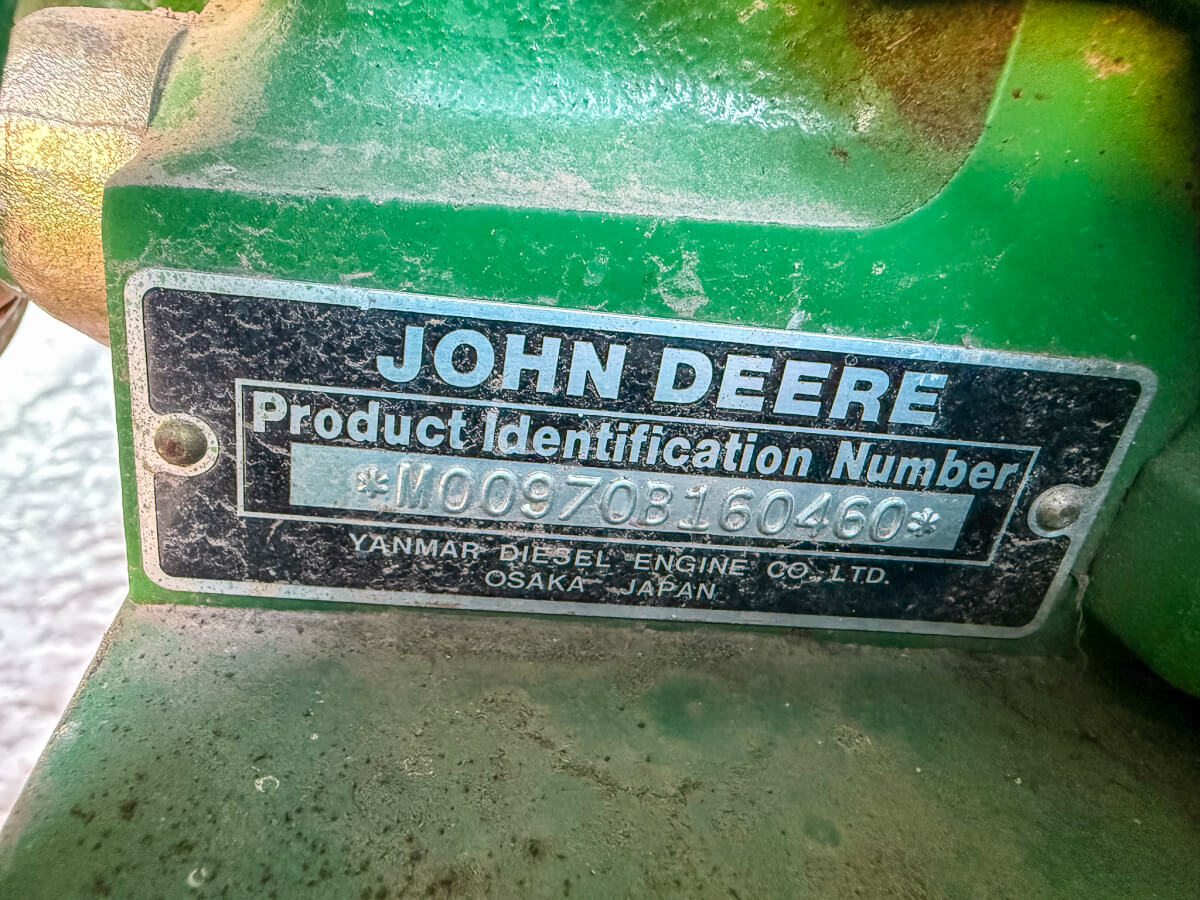 JOHN DEERE
Product Identification Number
*M00970B160460*
YANMAR DIESEL ENGINE CO. LTD.
OSAKA JAPAN